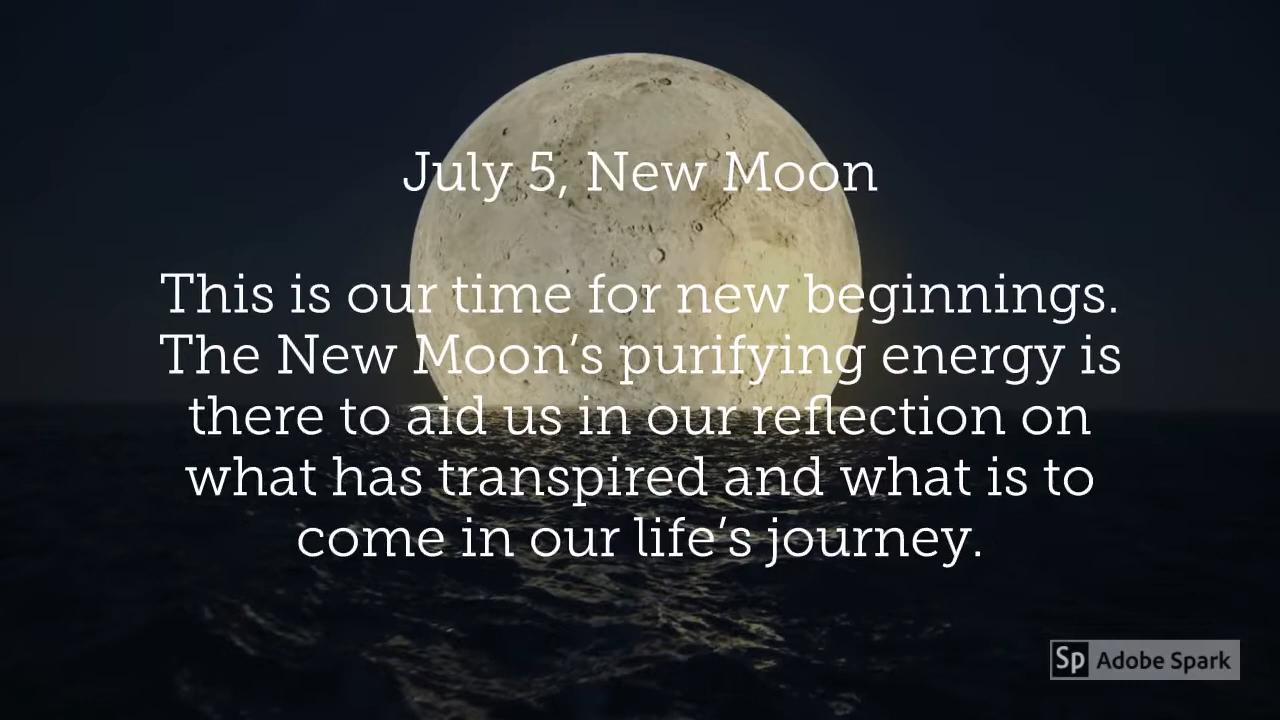 July 5, New Moon
This is our time for new beginnings.
The New Moon’s purifying energy is
there to aid us in our reflection on
what has transpired and what is to
come in our life’s journey.
Sp Adobe Spark